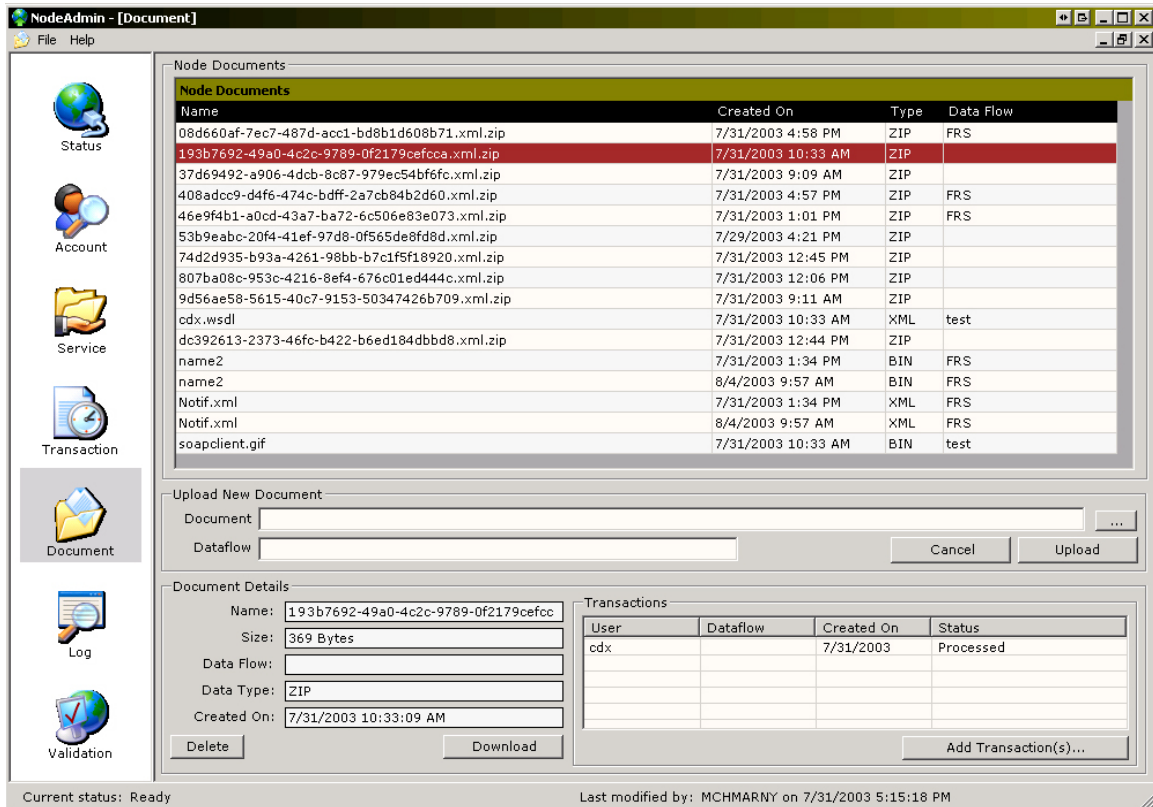 NodeAdmin - [Document]
File Help
Status
Account
Service
Transaction
Document
Log
Validation
Node Documents
Node Documents
Name Created On Type Data Flow
08d660af-7ec7-487d-acc1-bd8b1d608b71.xml.zip 7/31/2003 4:58 PM ZIP FRS
193b7692-49a0-4c2c-9789-0f2179cefcca.xml.zip 7/31/2003 10:33 AM ZIP
37d69492-a906-4dcb-8c87-979ec54bf6fc.xml.zip 7/31/2003 9:09 AM ZIP
408adcc9-d4f6-474c-bdff-2a7cb84b2d60.xml.zip 7/31/2003 4:57 PM ZIP FRS
46e9f4b1-a0cd-43a7-ba72-6c506e83e073.xml.zip 7/31/2003 1:01 PM ZIP FRS
53b9eabc-20f4-41ef-97d8-0f565de8fd8d.xml.zip 7/29/2003 4:21 PM ZIP
74d2d935-b93a-4261-98bb-b7c1f5f18920.xml.zip 7/31/2003 12:45 PM ZIP
807ba08c-953c-4216-8ef4-676c01ed444c.xml.zip 7/31/2003 12:06 PM ZIP
9d56ae58-5615-40c7-9153-50347426b709.xml.zip 7/31/2003 9:11 AM ZIP
cdx.wsdl 7/31/2003 10:33 AM XML test
dc392613-2373-46fc-b422-b6ed184dbbd8.xml.zip 7/31/2003 12:44 PM ZIP
name2 7/31/2003 1:34 PM BIN FRS
name2 8/4/2003 9:57 AM BIN FRS
Notif.xml 7/31/2003 1:34 PM XML FRS
Notif.xml 8/4/2003 9:57 AM XML FRS
soapclient.gif 7/31/2003 10:33 AM BIN test
Upload New Document
Document ...
Dataflow Cancel Upload
Document Details
Name: 193b7692-49a0-4c2c-9789-0f2179cefcc
Size: 369 Bytes
Data Flow:
Data Type: ZIP
Created On: 7/31/2003 10:33:09 AM
Delete Download
Transactions
User Dataflow Created On Status
cdx 7/31/2003 Processed
Add Transaction(s)...
Current status: Ready Last modified by: MCHMARNY on 7/31/2003 5:15:18 PM